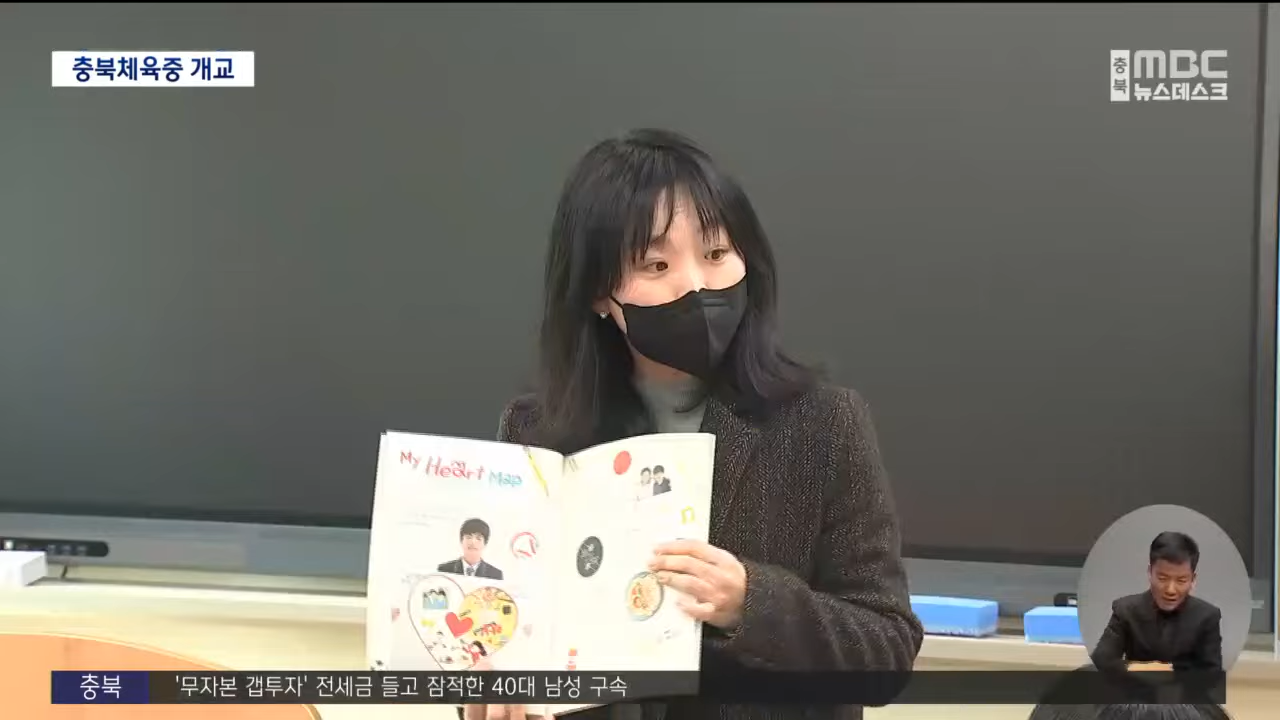 충북체육중 개교
충북 MBC
뉴스데스크
My Heart Map
충북
'무자본 갭투자' 전세금 들고 잠적한 40대 남성 구속